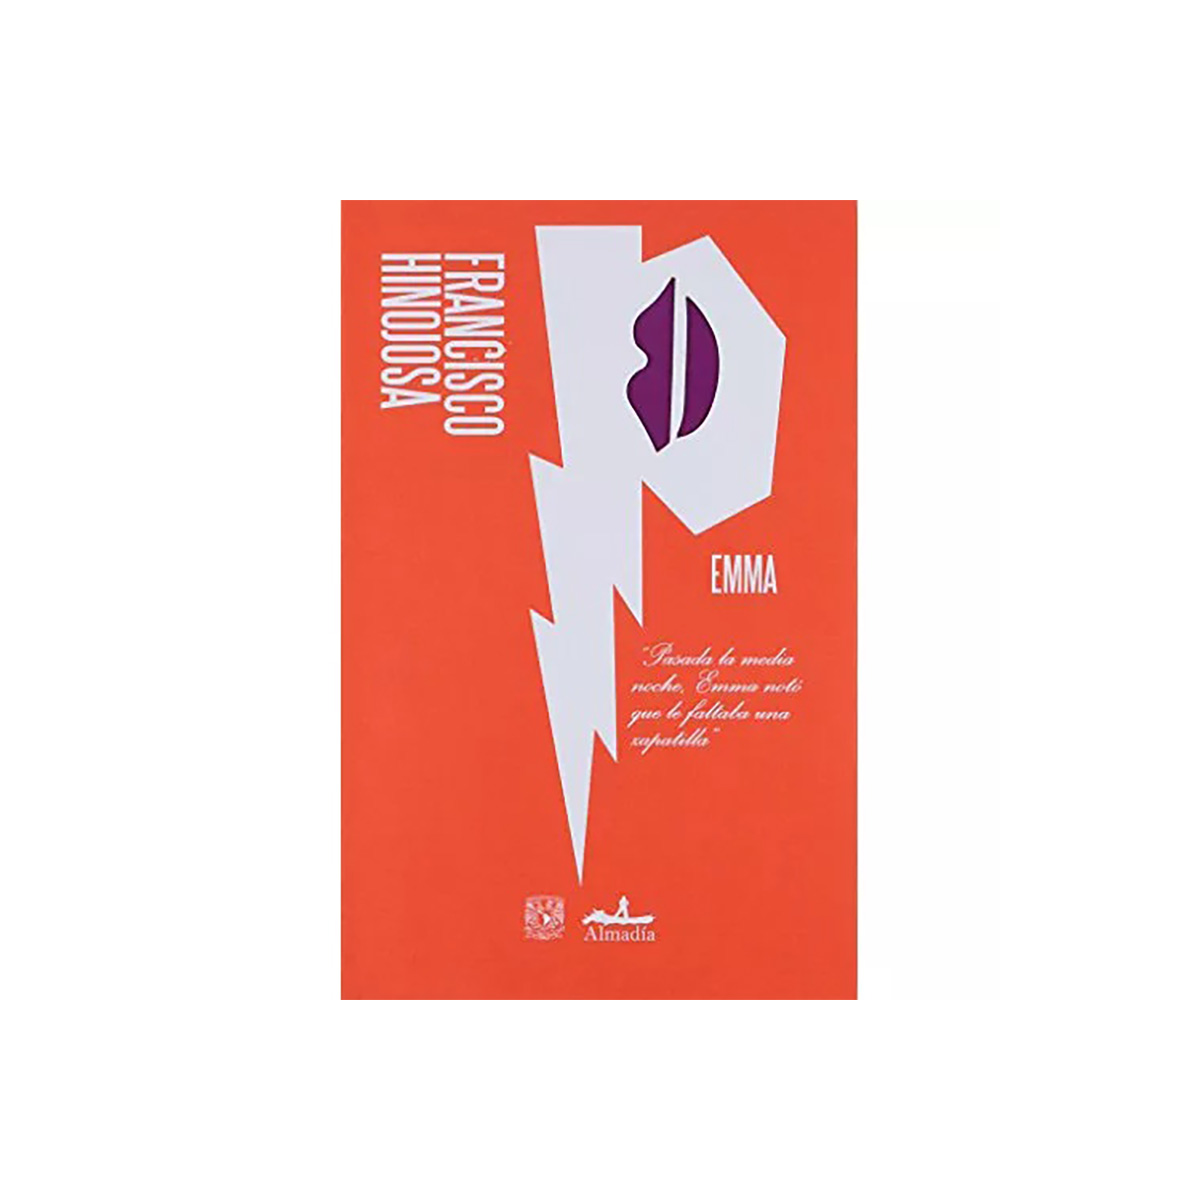 FRANCISCO
HINOJOSA
EMMA
"Pasada la media
noche, Emma notó
que le faltaba una
zapatilla"
Almadía